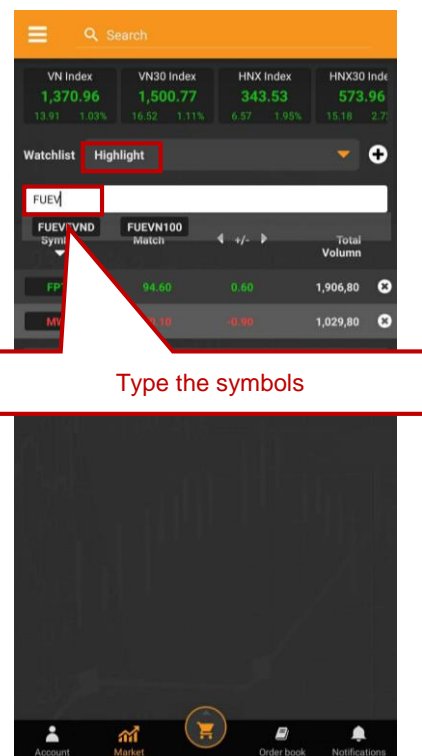 Search
VN Index VN30 Index HNX Index HNX30 Inde
1,370.96 1,500.77 343.53 573.96
13.91 1.03% 16.52 1.11% 6.57 1.95% 15.18
Watchlist Highlight
FUEV
FUEVFVND FUEVN100
Match +/- Total
Volumn
94.60 0.60 1,906,80
-0.90 1,029,80
Type the symbols
Account Market Order book Notifications